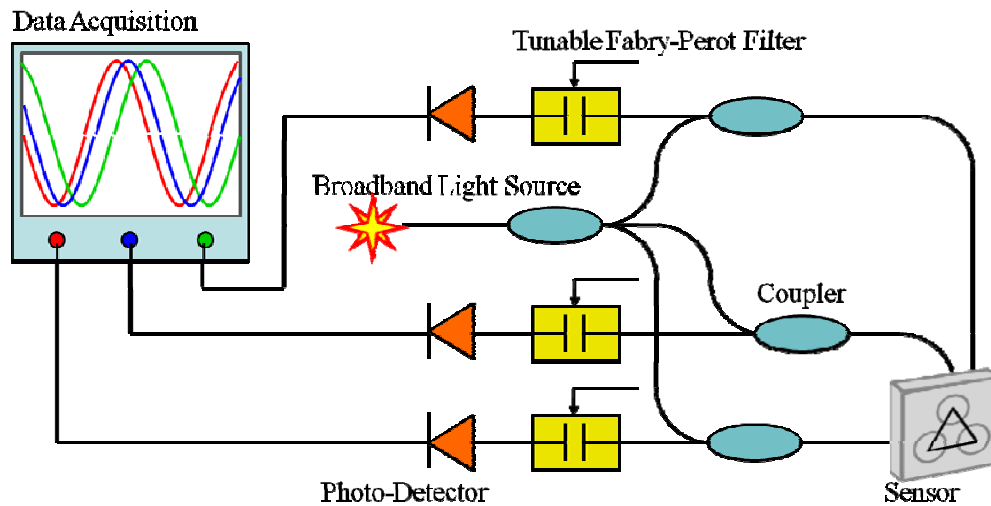 Data Acquisition
Tunable Fabry-Perot Filter
Broadband Light Source
Coupler
Photo-Detector
Sensor